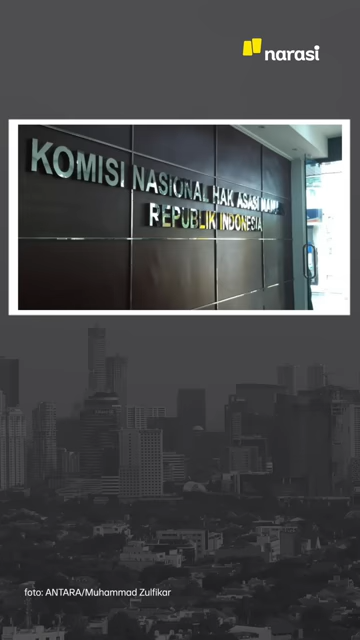 narasi
KOMISI NASIONAL HAK ASASI MANUSIA
REPUBLIK INDONESIA
foto: ANTARA/Muhammad Zulfikar